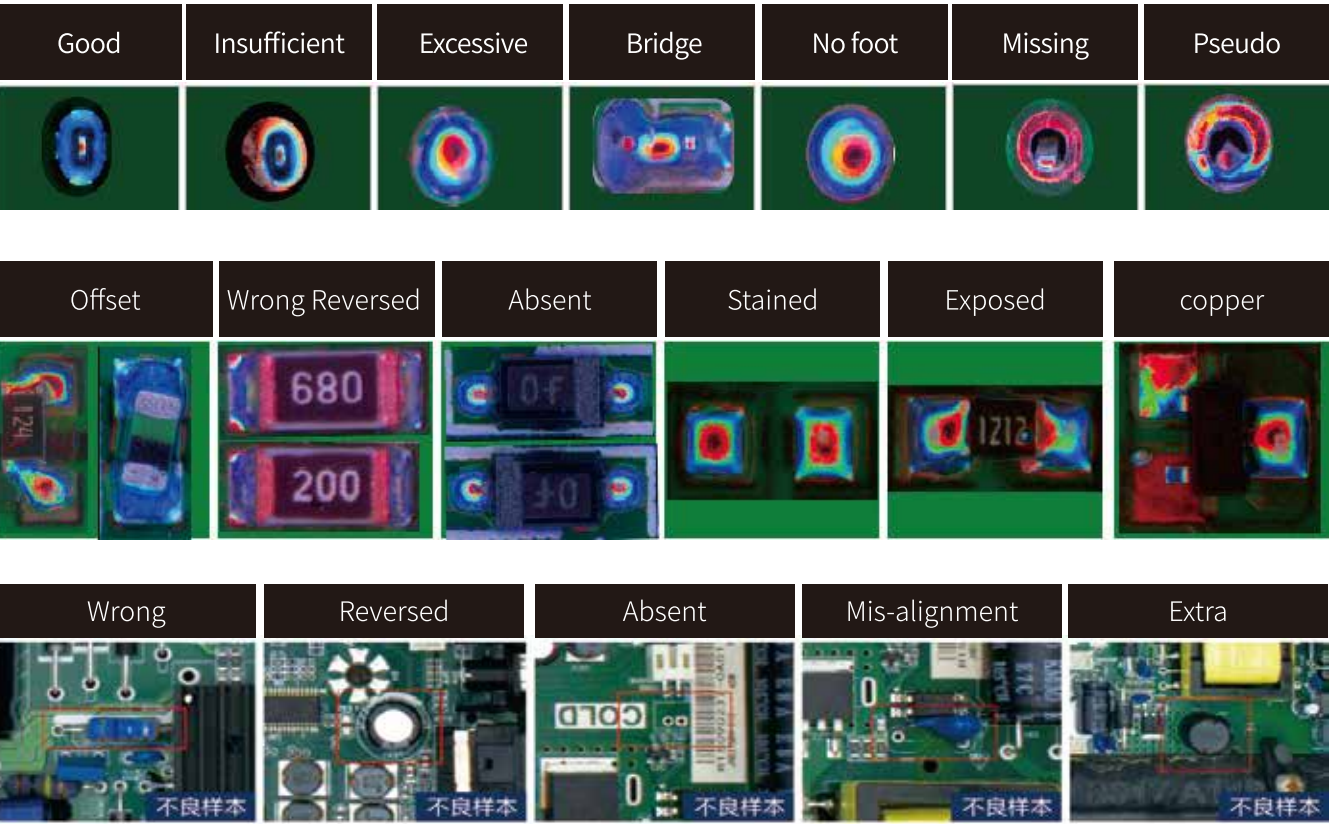 Good
Insufficient
Excessive
Bridge
No foot
Missing
Pseudo
Offset
Wrong Reversed
Absent
Stained
Exposed
copper
124
680
200
1212
Wrong
Reversed
Absent
Mis-alignment
Extra
COLD
不良样本
不良样本
不良样本
不良样本
不良样本